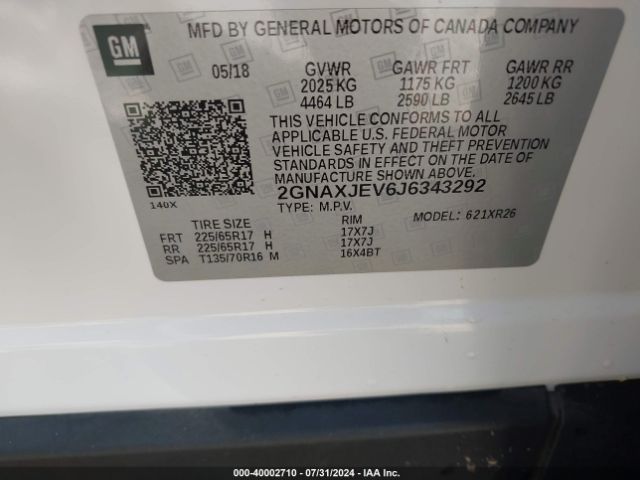 GM
MFD BY GENERAL MOTORS OF CANADA COMPANY
05/18 GVWR GAWR FRT GAWR RR
2025 KG 1175 KG 1200 KG
4464 LB 2590 LB 2645 LB
THIS VEHICLE CONFORMS TO ALL
APPLICABLE U.S. FEDERAL MOTOR
VEHICLE SAFETY AND THEFT PREVENTION
STANDARDS IN EFFECT ON THE DATE OF
MANUFACTURE SHOWN ABOVE.
2GNAXJEV6J6343292
140X TYPE: M.P.V. MODEL: 621XR26
TIRE SIZE RIM
FRT 225/65R17 H 17X7J
RR 225/65R17 H 17X7J
SPA T135/70R16 M 16X4BT
000-40002710 - 07/31/2024 - IAAI.COM